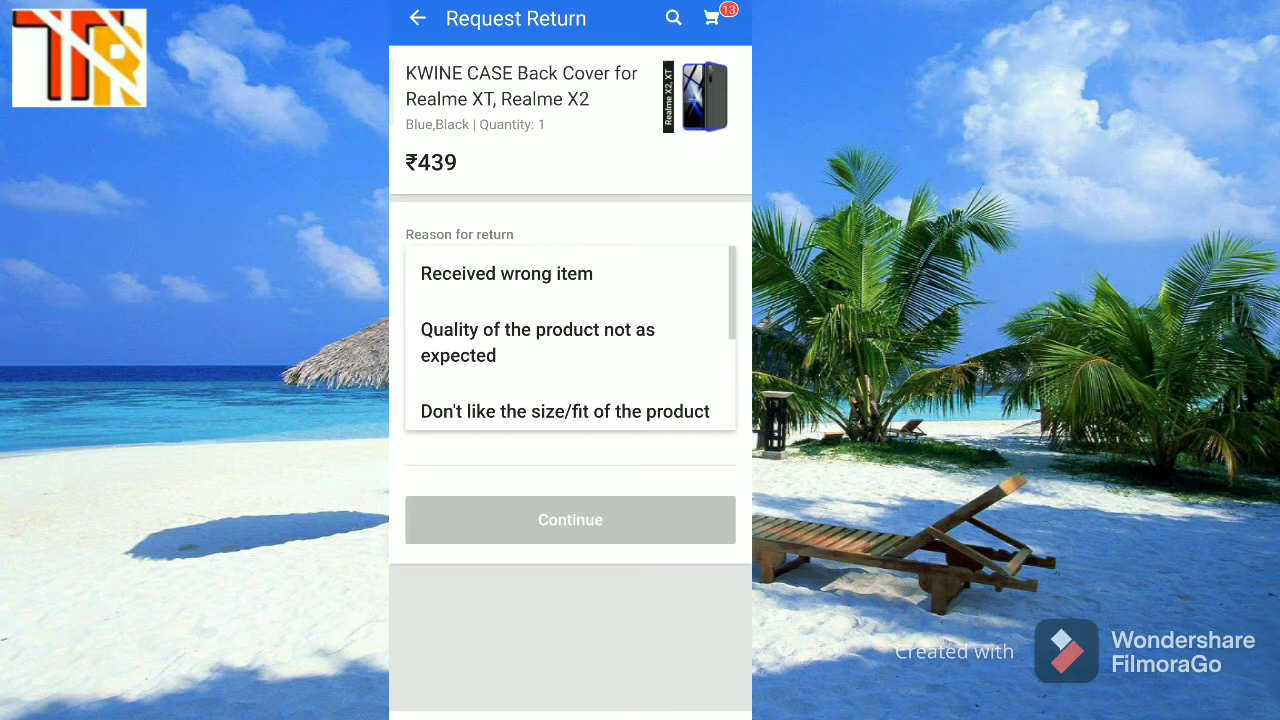 TR
Request Return
13
KWINE CASE Back Cover for
Realme XT, Realme X2
Blue,Black | Quantity: 1
Realme X2, XT
₹439
Reason for return
Received wrong item
Quality of the product not as
expected
Don't like the size/fit of the product
Continue
Created with
Wondershare
FilmoraGo